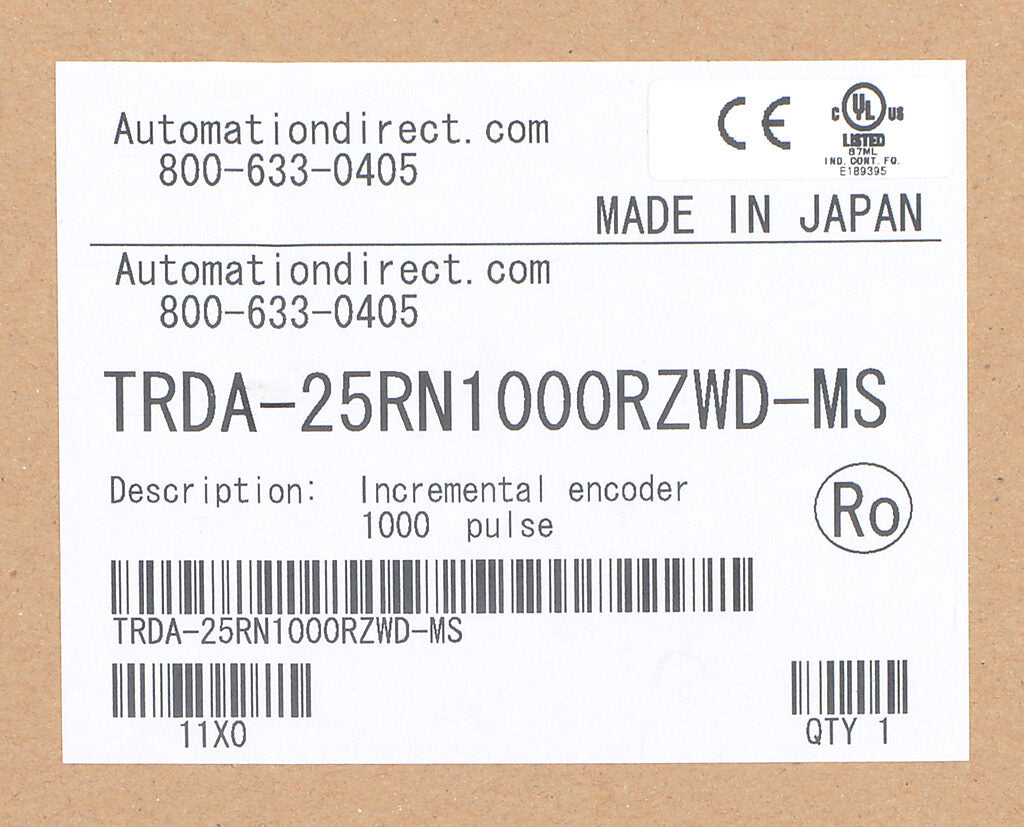 Automationdirect.com
800-633-0405
CE
c UL US
LISTED
87ML
IND. CONT. FQ.
E189395
MADE IN JAPAN
Automationdirect.com
800-633-0405
TRDA-25RN1000RZWD-MS
Description: Incremental encoder
1000 pulse
Ro
TRDA-25RN1000RZWD-MS
11X0
QTY 1